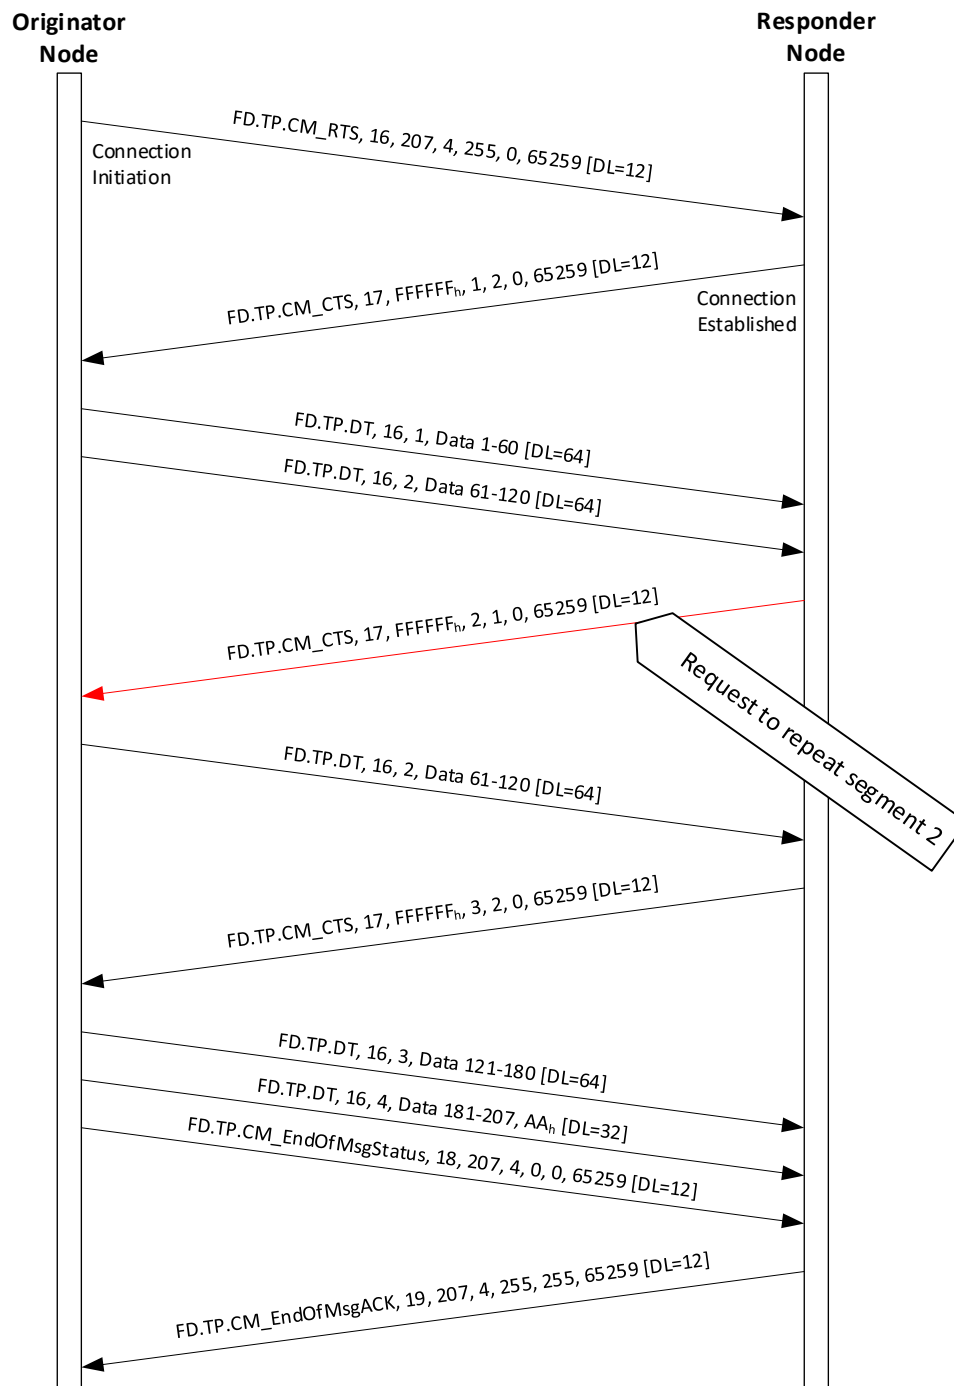 Originator
Node
Responder
Node
FD.TP.CM_RTS, 16, 207, 4, 255, 0, 65259 [DL=12]
Connection
Initiation
FD.TP.CM_CTS, 17, FFFFFFₕ, 1, 2, 0, 65259 [DL=12]
Connection
Established
FD.TP.DT, 16, 1, Data 1-60 [DL=64]
FD.TP.DT, 16, 2, Data 61-120 [DL=64]
FD.TP.CM_CTS, 17, FFFFFFₕ, 2, 1, 0, 65259 [DL=12]
Request to repeat segment 2
FD.TP.DT, 16, 2, Data 61-120 [DL=64]
FD.TP.CM_CTS, 17, FFFFFFₕ, 3, 2, 0, 65259 [DL=12]
FD.TP.DT, 16, 3, Data 121-180 [DL=64]
FD.TP.DT, 16, 4, Data 181-207, AAₕ [DL=32]
FD.TP.CM_EndOfMsgStatus, 18, 207, 4, 0, 0, 65259 [DL=12]
FD.TP.CM_EndOfMsgACK, 19, 207, 4, 255, 255, 65259 [DL=12]